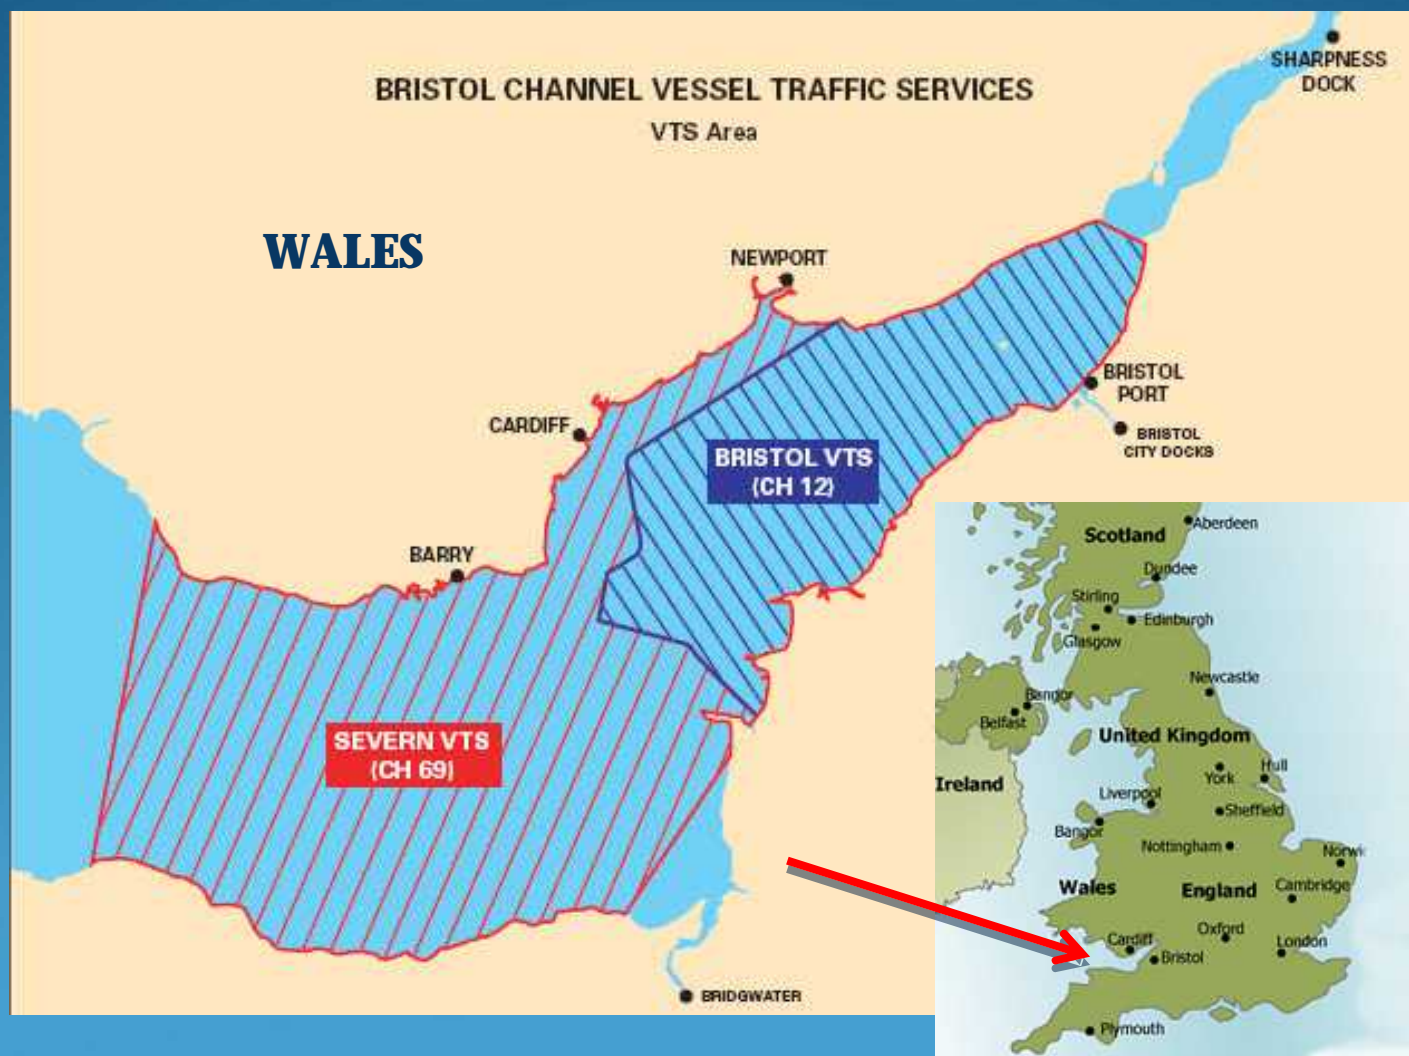 BRISTOL CHANNEL VESSEL TRAFFIC SERVICES
VTS Area
SHARPNESS
DOCK
WALES
NEWPORT
BRISTOL
PORT
CARDIFF
BRISTOL
CITY DOCKS
BRISTOL VTS
(CH 12)
BARRY
SEVERN VTS
(CH 69)
BRIDGWATER
Aberdeen
Scotland
Dundee
Stirling
Edinburgh
Glasgow
Newcastle
Bangor
Belfast
United Kingdom
York
Hull
Ireland
Liverpool
Sheffield
Bangor
Nottingham
Norwi
Wales
England
Cambridge
Oxford
Cardiff
London
Bristol
Plymouth